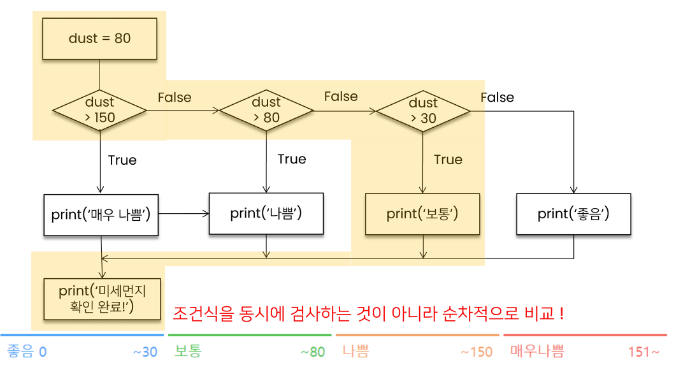 dust = 80
dust
> 150
False
dust
> 80
False
dust
> 30
False
True
True
True
print('매우 나쁨')
print('나쁨')
print('보통')
print('좋음')
print('미세먼지
확인 완료!')
조건식을 동시에 검사하는 것이 아니라 순차적으로 비교 !
좋음 0 ~30 보통 ~80 나쁨 ~150 매우나쁨 151~